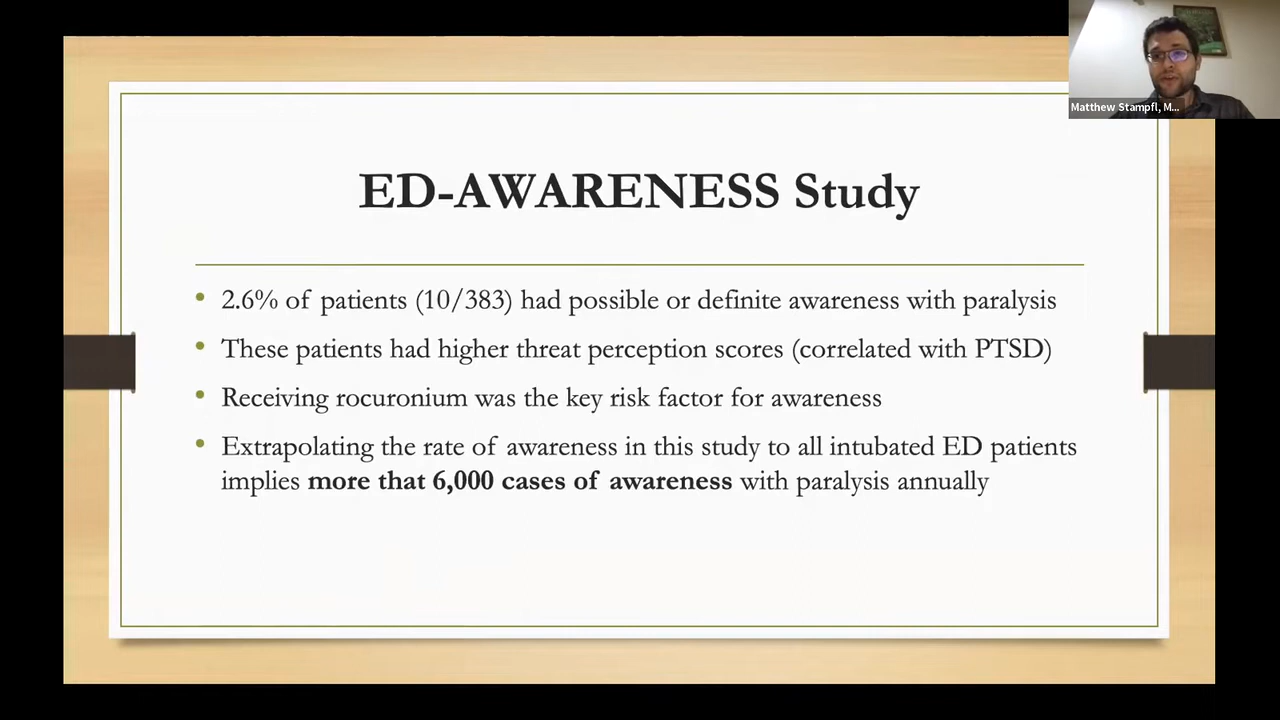 Matthew Stampfl, M...
ED-AWARENESS Study
• 2.6% of patients (10/383) had possible or definite awareness with paralysis
• These patients had higher threat perception scores (correlated with PTSD)
• Receiving rocuronium was the key risk factor for awareness
• Extrapolating the rate of awareness in this study to all intubated ED patients
implies more that 6,000 cases of awareness with paralysis annually